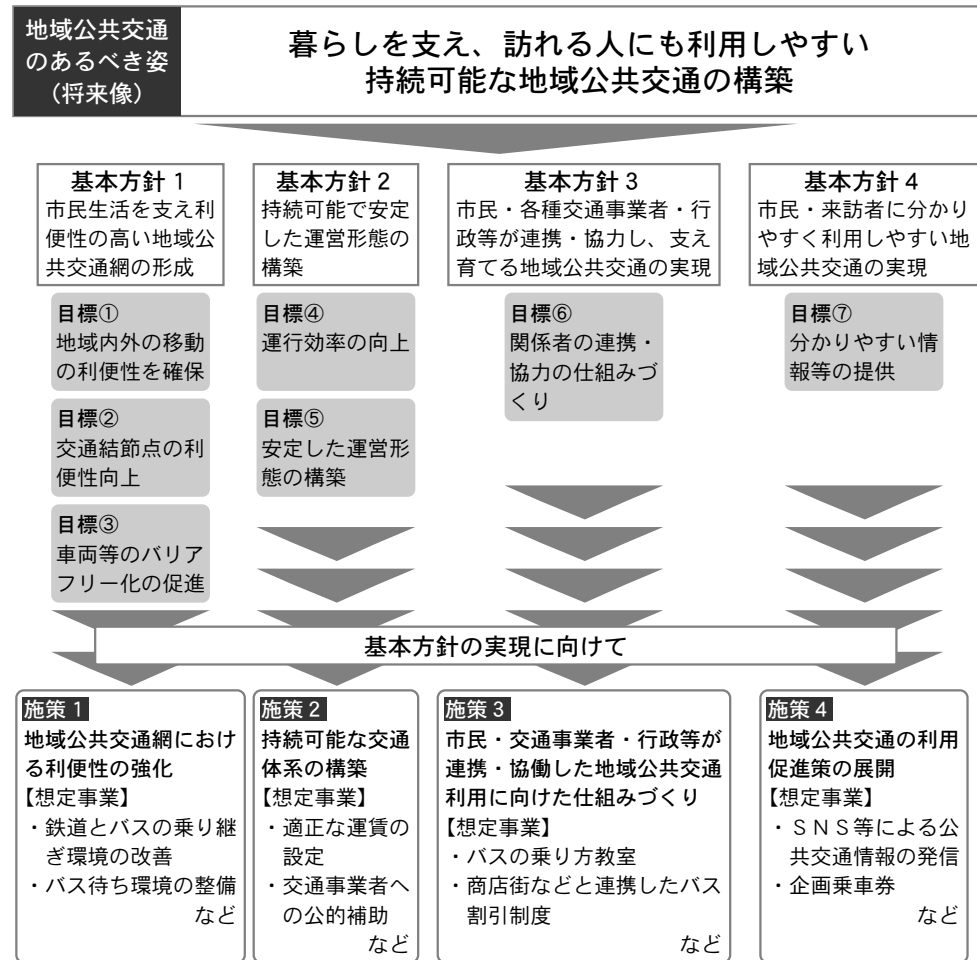 地域公共交通
のあるべき姿
（将来像）
暮らしを支え、訪れる人にも利用しやすい
持続可能な地域公共交通の構築
基本方針１
市民生活を支え利
便性の高い地域公
共交通網の形成
目標①
地域内外の移動
の利便性を確保
目標②
交通結節点の利
便性向上
目標③
車両等のバリア
フリー化の促進
基本方針２
持続可能で安定
した運営形態の
構築
目標④
運行効率の向上
目標⑤
安定した運営形
態の構築
基本方針３
市民・各種交通事業者・行
政等が連携・協力し、支え
育てる地域公共交通の実現
目標⑥
関係者の連携・
協力の仕組みづ
くり
基本方針４
市民・来訪者に分かり
やすく利用しやすい地
域公共交通の実現
目標⑦
分かりやすい情
報等の提供
基本方針の実現に向けて
施策１
地域公共交通網におけ
る利便性の強化
【想定事業】
・鉄道とバスの乗り継
ぎ環境の改善
・バス待ち環境の整備
など
施策２
持続可能な交通
体系の構築
【想定事業】
・適正な運賃の
設定
・交通事業者へ
の公的補助
など
施策３
市民・交通事業者・行政等が
連携・協働した地域公共交通
利用に向けた仕組みづくり
【想定事業】
・バスの乗り方教室
・商店街などと連携したバス
割引制度
など
施策４
地域公共交通の利用
促進策の展開
【想定事業】
・ＳＮＳ等による公
共交通情報の発信
・企画乗車券
など